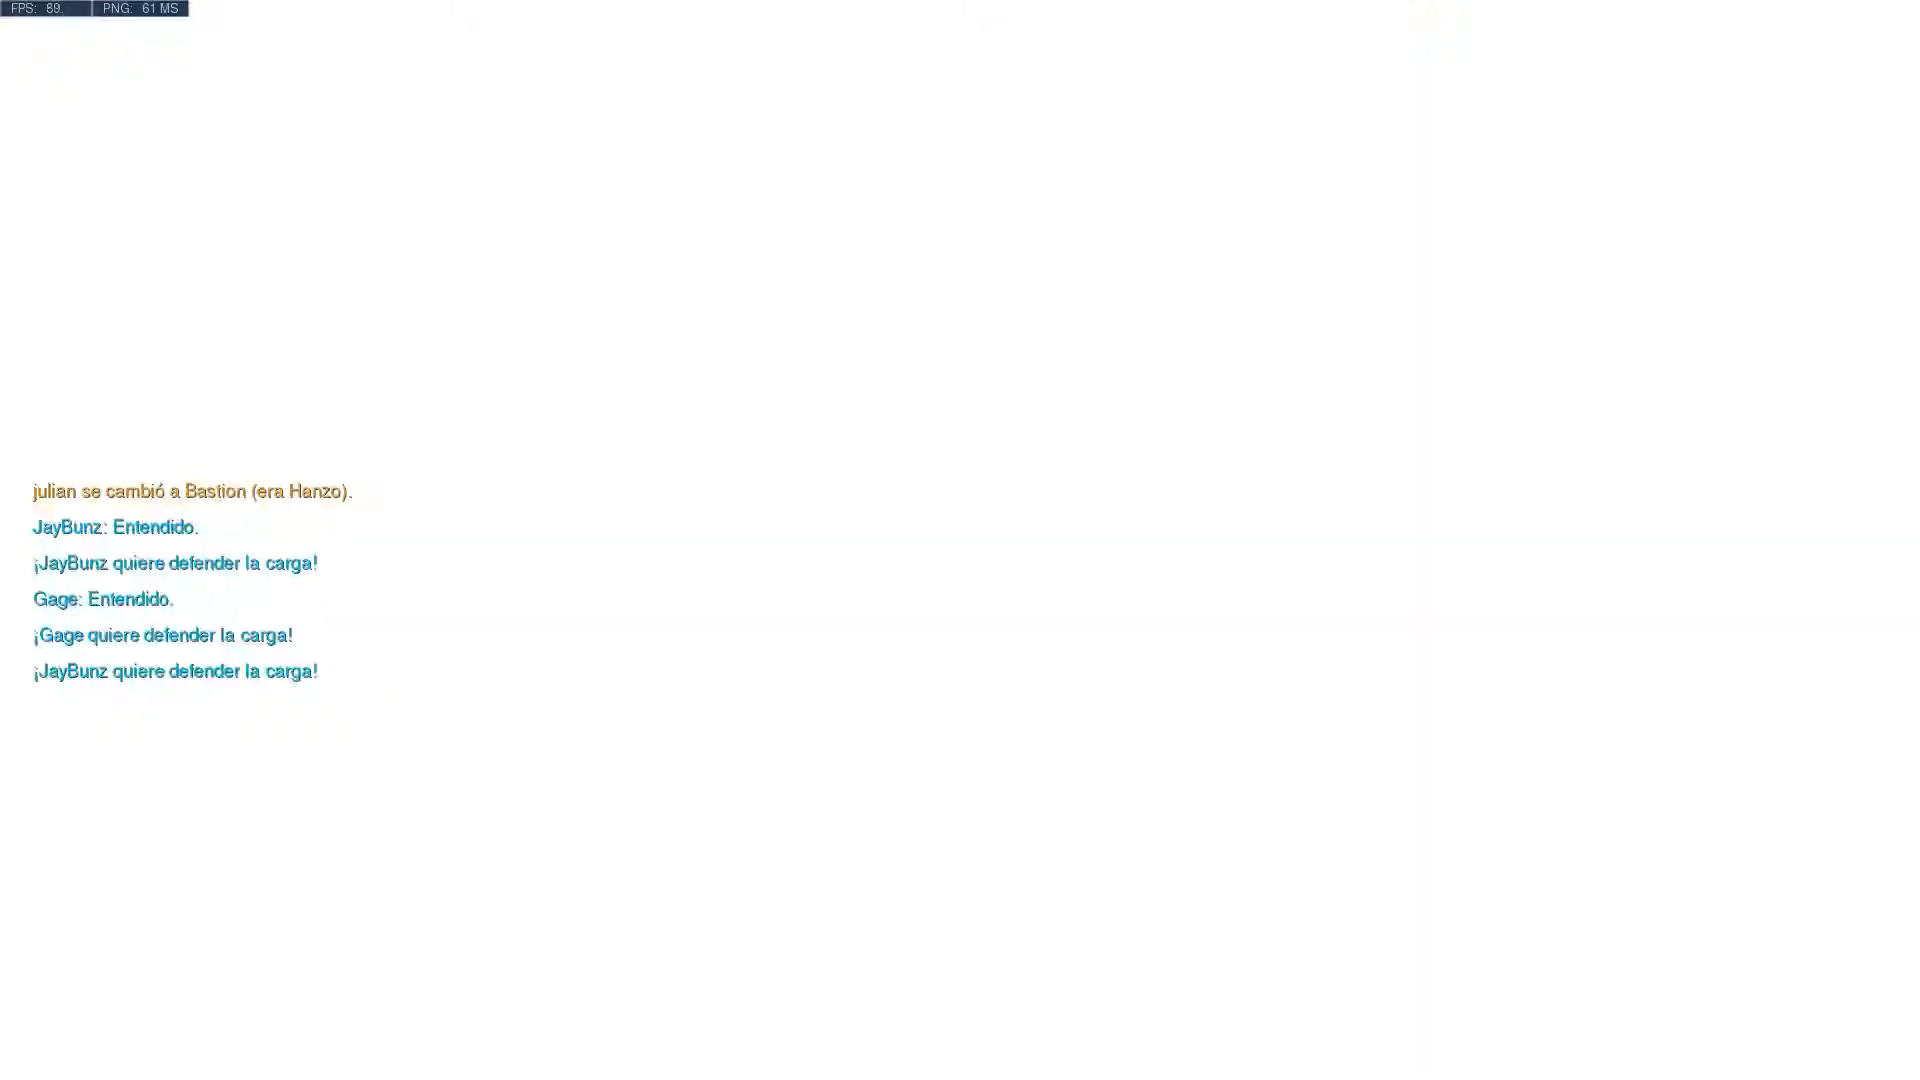 FPS: 89. PNG: 61 MS
julian se cambió a Bastion (era Hanzo).
JayBunz: Entendido.
¡JayBunz quiere defender la carga!
Gage: Entendido.
¡Gage quiere defender la carga!
¡JayBunz quiere defender la carga!